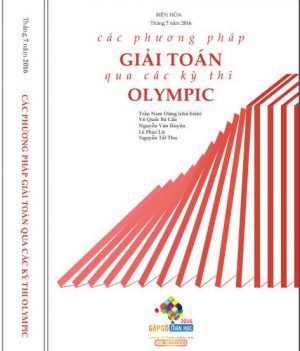 Tháng 7 năm 2016
CÁC PHƯƠNG PHÁP GIẢI TOÁN QUA CÁC KỲ THI OLYMPIC
BIÊN HÒA
Tháng 7 năm 2016
các phương pháp
GIẢI TOÁN
qua các kỳ thi
OLYMPIC
Trần Nam Dũng (chủ biên)
Võ Quốc Bá Cẩn
Nguyễn Văn Huyện
Lê Phúc Lữ
Nguyễn Tất Thu
2016
GẶP GỠ TOÁN HỌC